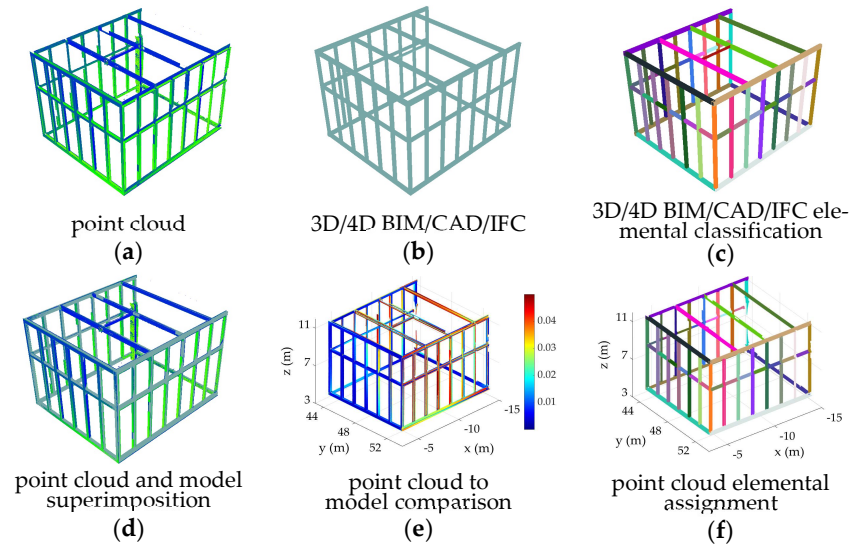 point cloud
(a)
3D/4D BIM/CAD/IFC
(b)
3D/4D BIM/CAD/IFC ele-
mental classification
(c)
point cloud and model
superimposition
(d)
11
7
3
z (m)
44
48
52
y (m)
-5
-10
-15
x (m)
0.04
0.03
0.02
0.01
point cloud to
model comparison
(e)
11
7
3
z (m)
44
48
52
y (m)
-5
-10
-15
x (m)
point cloud elemental
assignment
(f)